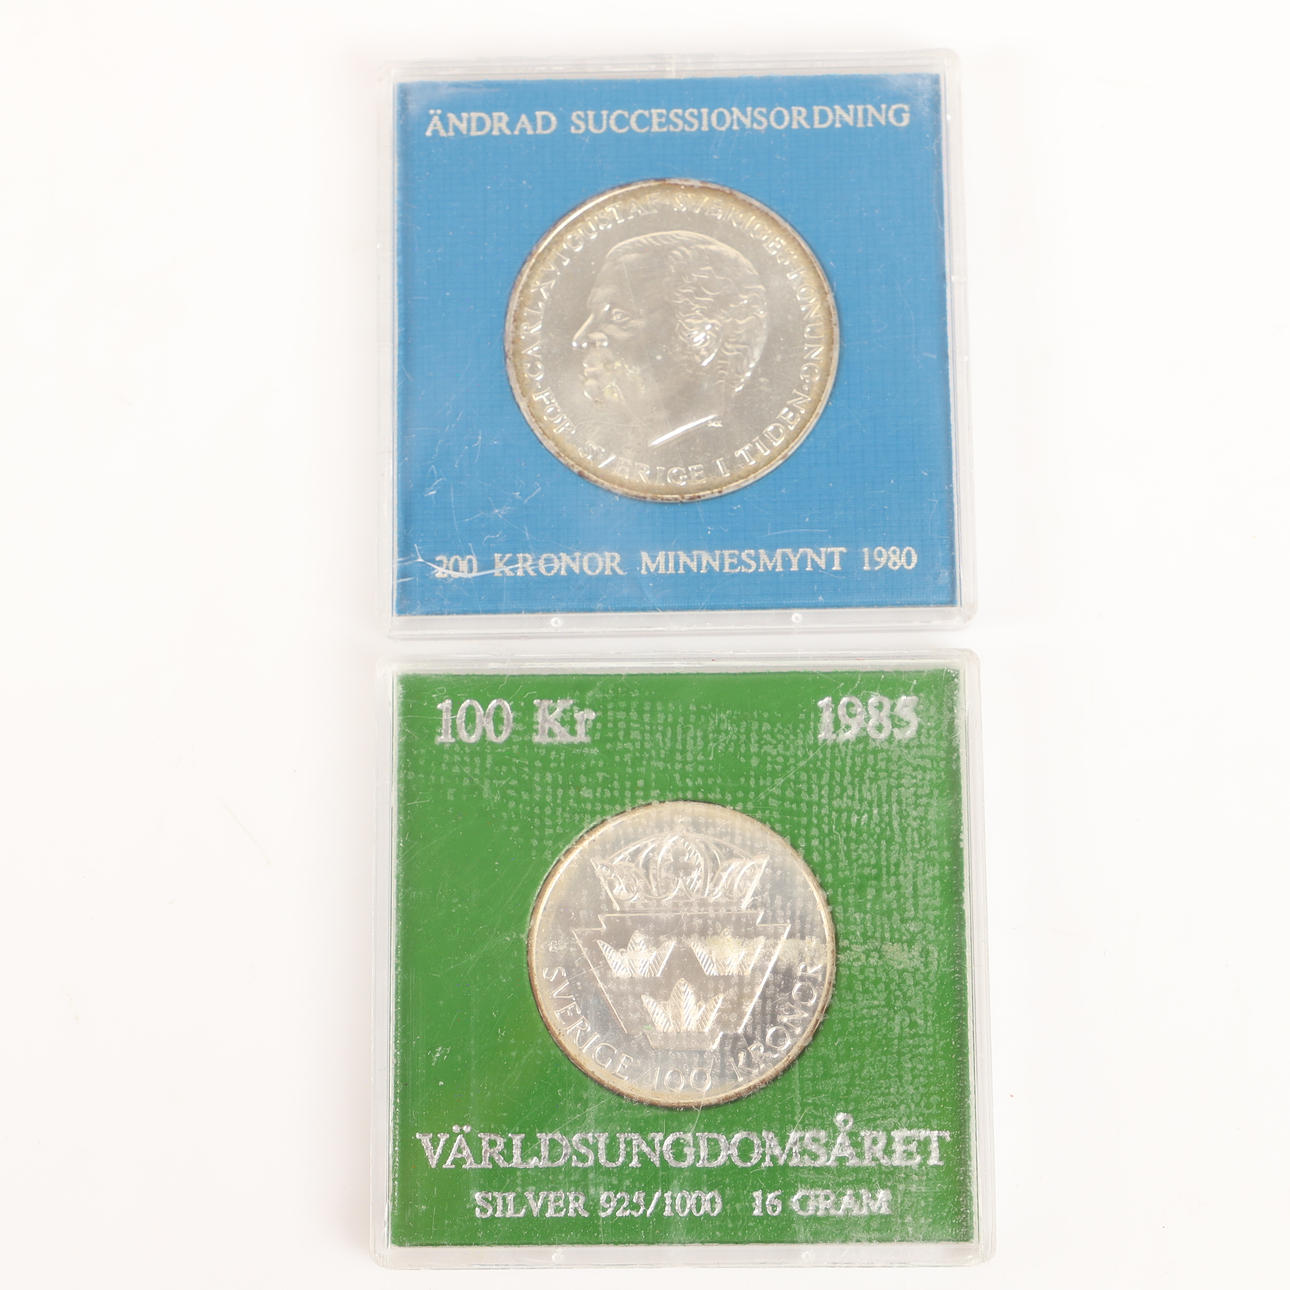 ÄNDRAD SUCCESSIONSORDNING
CARL XVI GUSTAF · SVERIGES KONUNG ·
FÖR SVERIGE I TIDEN
200 KRONOR MINNESMYNT 1980
100 Kr 1985
SVERIGE 100 KRONOR
VÄRLDSUNGDOMSÅRET
SILVER 925/1000 16 GRAM